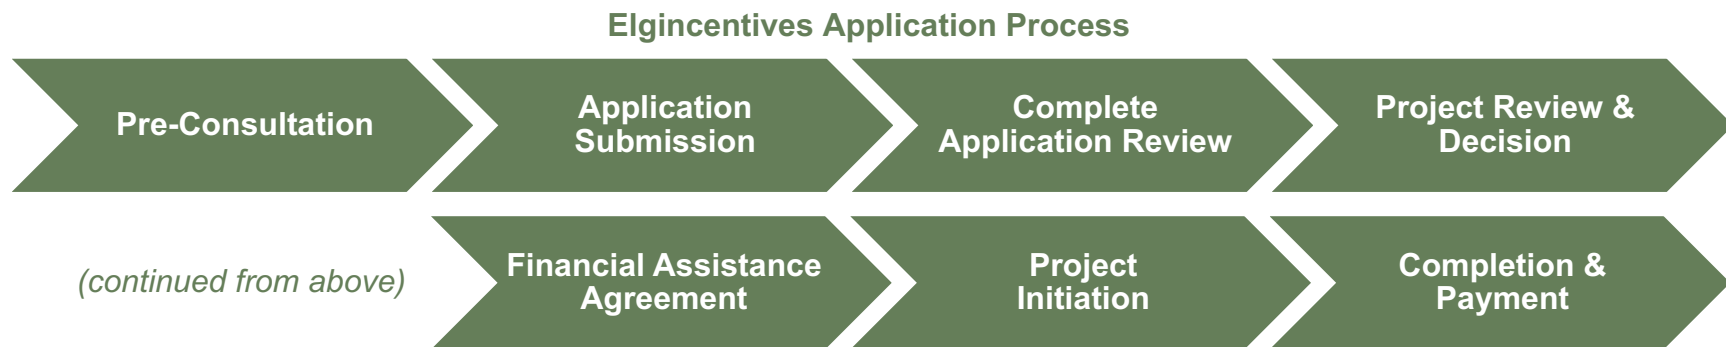 Elgincentives Application Process
Pre-Consultation
Application
Submission
Complete
Application Review
Project Review &
Decision
(continued from above)
Financial Assistance
Agreement
Project
Initiation
Completion &
Payment